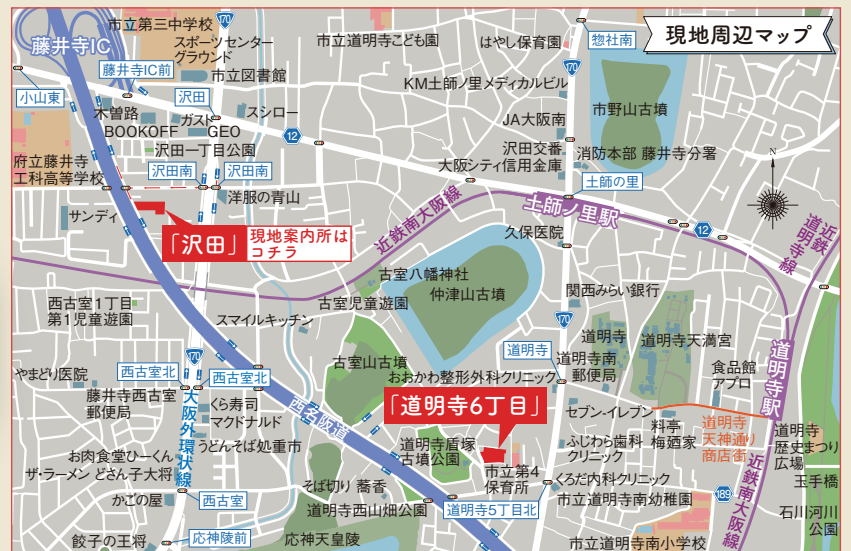 現地周辺マップ
藤井寺IC
市立第三中学校
170
スポーツセンター
グラウンド
市立図書館
藤井寺IC前
小山東
沢田
木曽路
BOOKOFF
ガスト
GEO
スシロー
沢田一丁目公園
12
府立藤井寺
工科高等学校
沢田南
沢田南
洋服の青山
サンディ
「沢田」
現地案内所は
コチラ
市立道明寺こども園
はやし保育園
惣社南
170
KM土師ノ里メディカルビル
JA大阪南
市野山古墳
沢田交番
大阪シティ信用金庫
消防本部 藤井寺分署
土師の里
N
近鉄南大阪線
土師ノ里駅
12
近鉄
道明寺線
久保医院
古室八幡神社
仲津山古墳
古室児童遊園
関西みらい銀行
西古室1丁目
第1児童遊園
スマイルキッチン
170
道明寺
道明寺
道明寺天満宮
道明寺南
郵便局
古室山古墳
おおかわ整形外科クリニック
食品館
アプロ
道明寺駅
170
西古室北
西古室北
やまどり医院
藤井寺西古室
郵便局
大阪外環状線
くら寿司
マクドナルド
うどんそば処重市
西名阪道
「道明寺6丁目」
セブン-イレブン
料亭
梅廼家
道明寺
天神通り
商店街
道明寺
歴史まつり
広場
お肉食堂ひーくん
ザ・ラーメン どさん子大将
道明寺盾塚
古墳公園
市立第4
保育所
ふじわら歯科
クリニック
くろだ内科クリニック
近鉄南大阪線
玉手橋
かごの屋
西古室
そば切り 蕎香
道明寺西山畑公園
道明寺5丁目北
市立道明寺南幼稚園
189
石川河川
公園
餃子の王将
応神陵前
応神天皇陵
市立道明寺南小学校